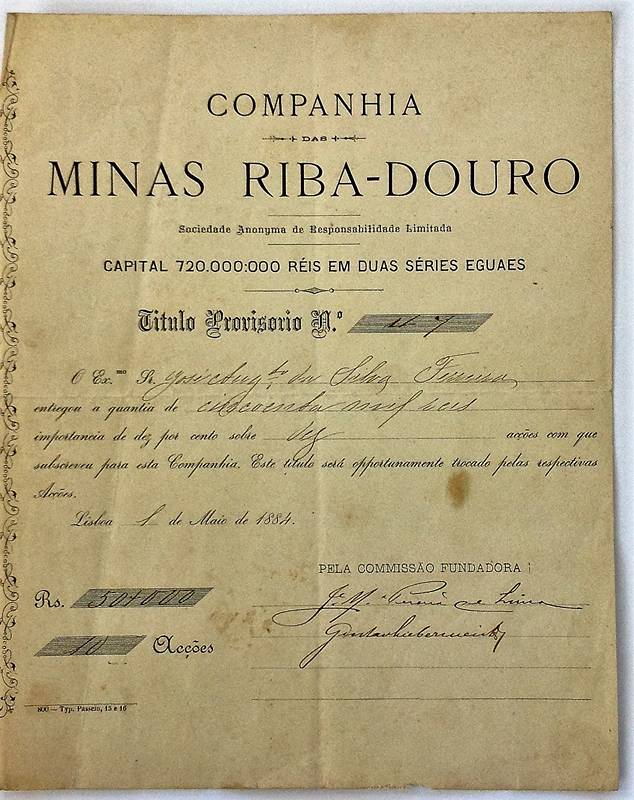 COMPANHIA
DAS
MINAS RIBA-DOURO
Sociedade Anonyma de Responsabilidade Limitada
CAPITAL 720.000:000 RÉIS EM DUAS SÉRIES EGUAES
Titulo Provisorio N.º 47
O Ex.mo Sr. da Silva
entregou a quantia de cincoenta mil reis
importancia de dez por cento sobre dez acções com que
subscreveu para esta Companhia. Este titulo será opportunamente trocado pelas respectivas
Acções.
Lisboa 1 de Maio de 1884.
PELA COMMISSÃO FUNDADORA
Rs. 50$000
10 Acções
800 — Typ. Passeio, 15 e 16